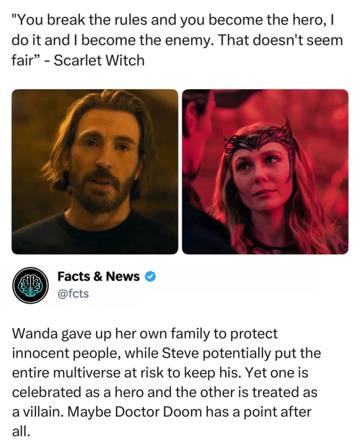 "You break the rules and you become the hero, I
do it and I become the enemy. That doesn't seem
fair” - Scarlet Witch
Facts & News
@fcts
Wanda gave up her own family to protect
innocent people, while Steve potentially put the
entire multiverse at risk to keep his. Yet one is
celebrated as a hero and the other is treated as
a villain. Maybe Doctor Doom has a point after
all.